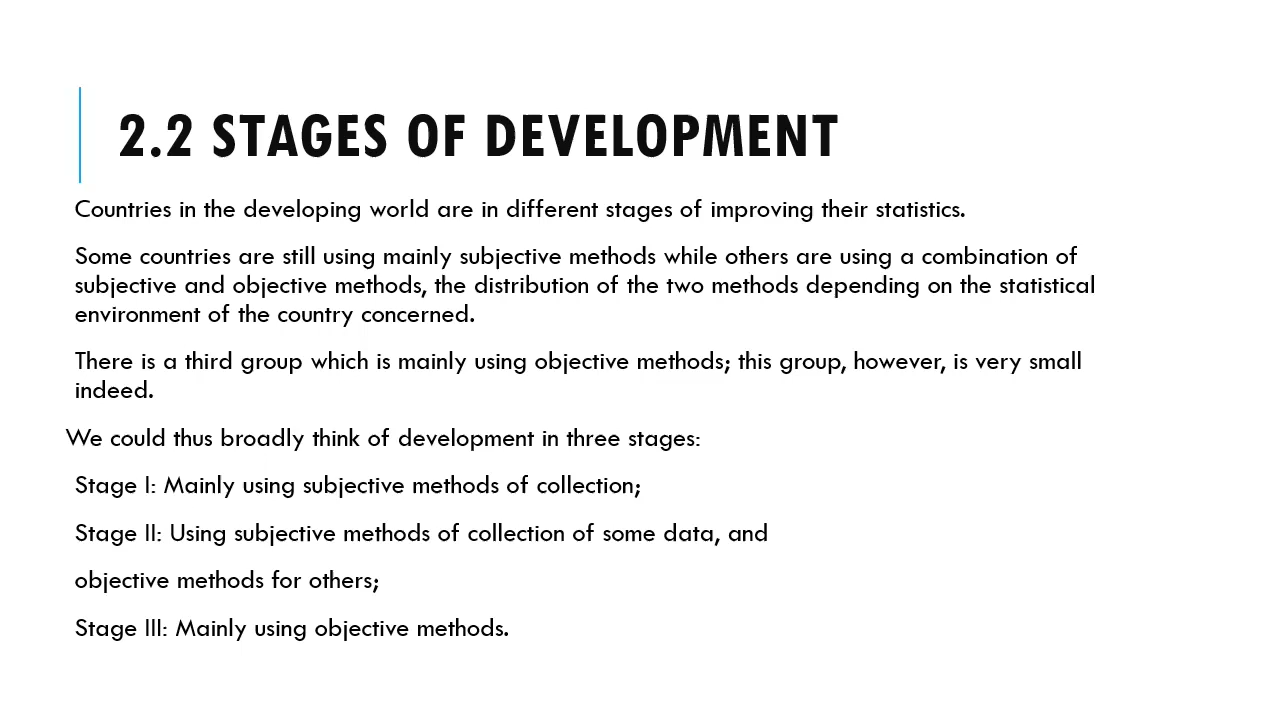 2.2 STAGES OF DEVELOPMENT
Countries in the developing world are in different stages of improving their statistics.
Some countries are still using mainly subjective methods while others are using a combination of
subjective and objective methods, the distribution of the two methods depending on the statistical
environment of the country concerned.
There is a third group which is mainly using objective methods; this group, however, is very small
indeed.
We could thus broadly think of development in three stages:
Stage I: Mainly using subjective methods of collection;
Stage II: Using subjective methods of collection of some data, and
objective methods for others;
Stage III: Mainly using objective methods.